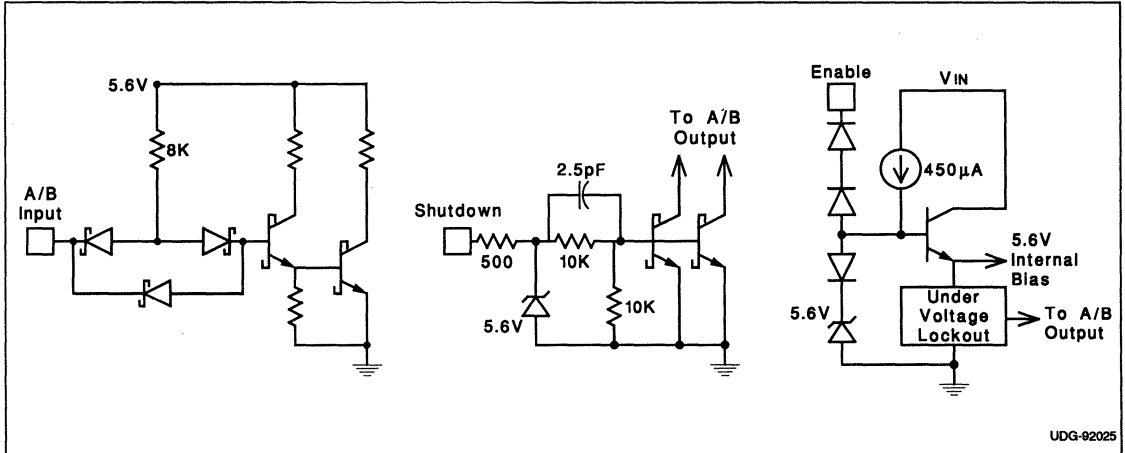 5.6V
8K
A/B
Input
Shutdown
500
2.5pF
10K
10K
5.6V
To A/B
Output
Enable
VIN
450µA
5.6V
Internal
Bias
5.6V
Under
Voltage
Lockout
To A/B
Output
UDG-92025